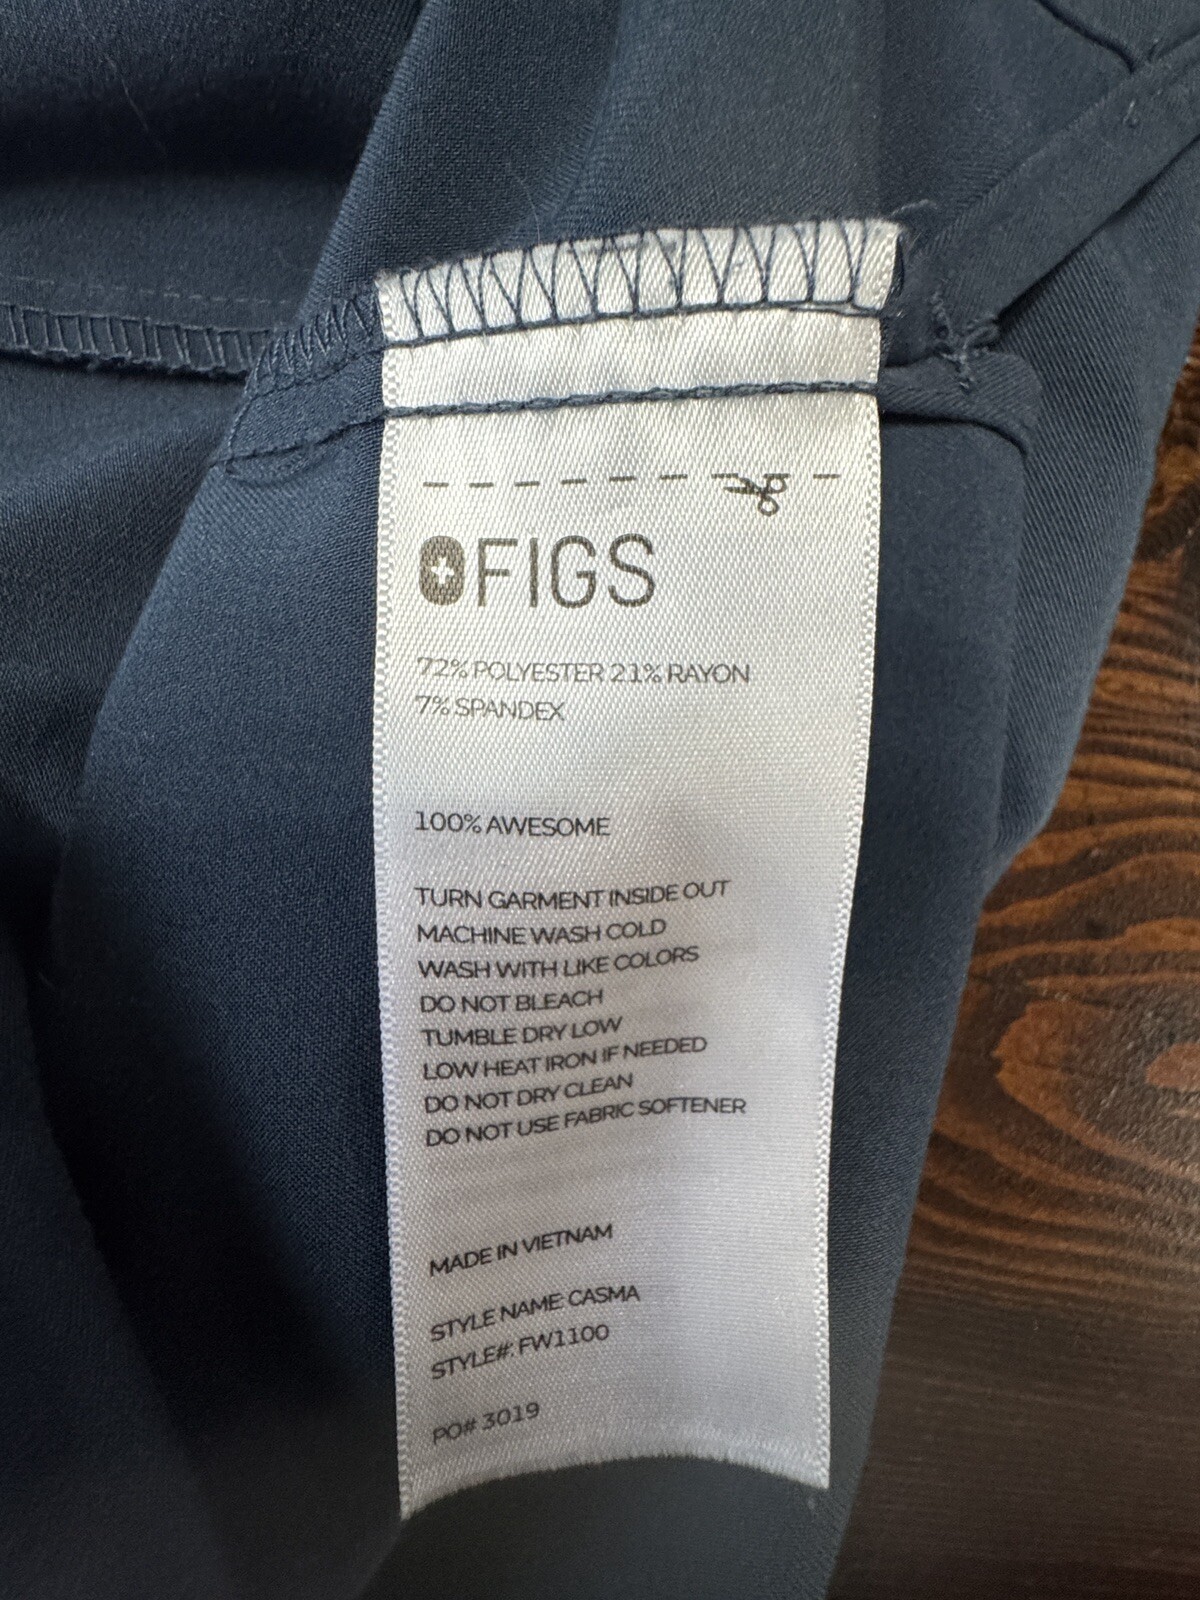 FIGS
72% POLYESTER 21% RAYON
7% SPANDEX
100% AWESOME
TURN GARMENT INSIDE OUT
MACHINE WASH COLD
WASH WITH LIKE COLORS
DO NOT BLEACH
TUMBLE DRY LOW
LOW HEAT IRON IF NEEDED
DO NOT DRY CLEAN
DO NOT USE FABRIC SOFTENER
MADE IN VIETNAM
STYLE NAME: CASMA
STYLE#: FW1100
PO# 3019